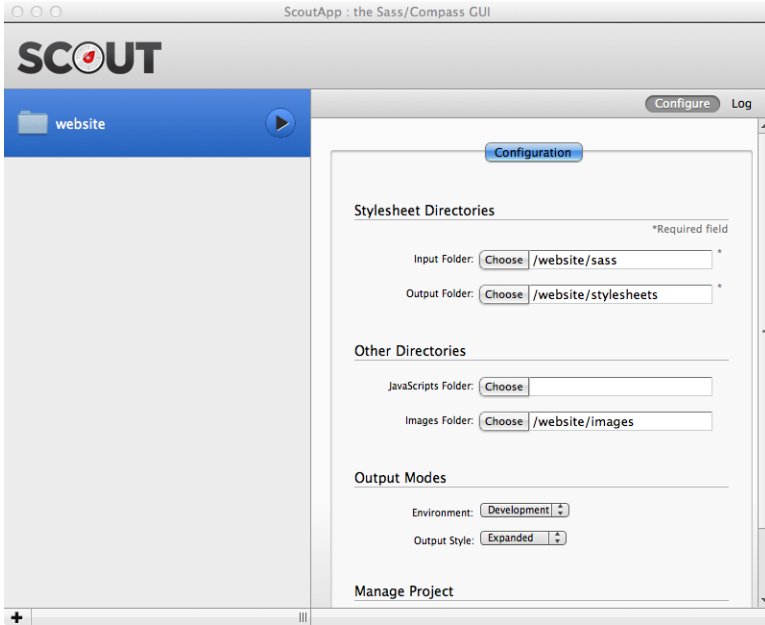 ScoutApp : the Sass/Compass GUI
SCOUT
Configure Log
website
Configuration
Stylesheet Directories
*Required field
Input Folder: Choose /website/sass *
Output Folder: Choose /website/stylesheets *
Other Directories
JavaScripts Folder: Choose
Images Folder: Choose /website/images
Output Modes
Environment: Development
Output Style: Expanded
Manage Project